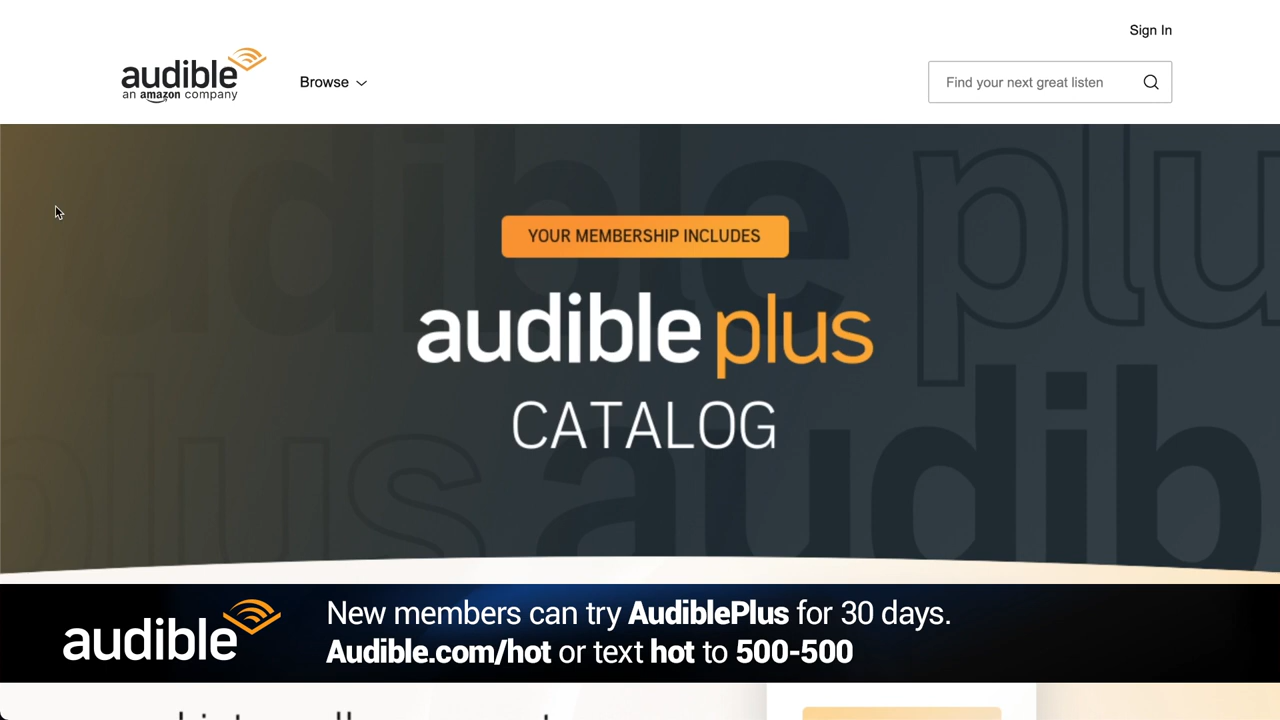 Sign In
audible
an amazon company
Browse
Find your next great listen
YOUR MEMBERSHIP INCLUDES
audible plus
CATALOG
audible
New members can try AudiblePlus for 30 days.
Audible.com/hot or text hot to 500-500